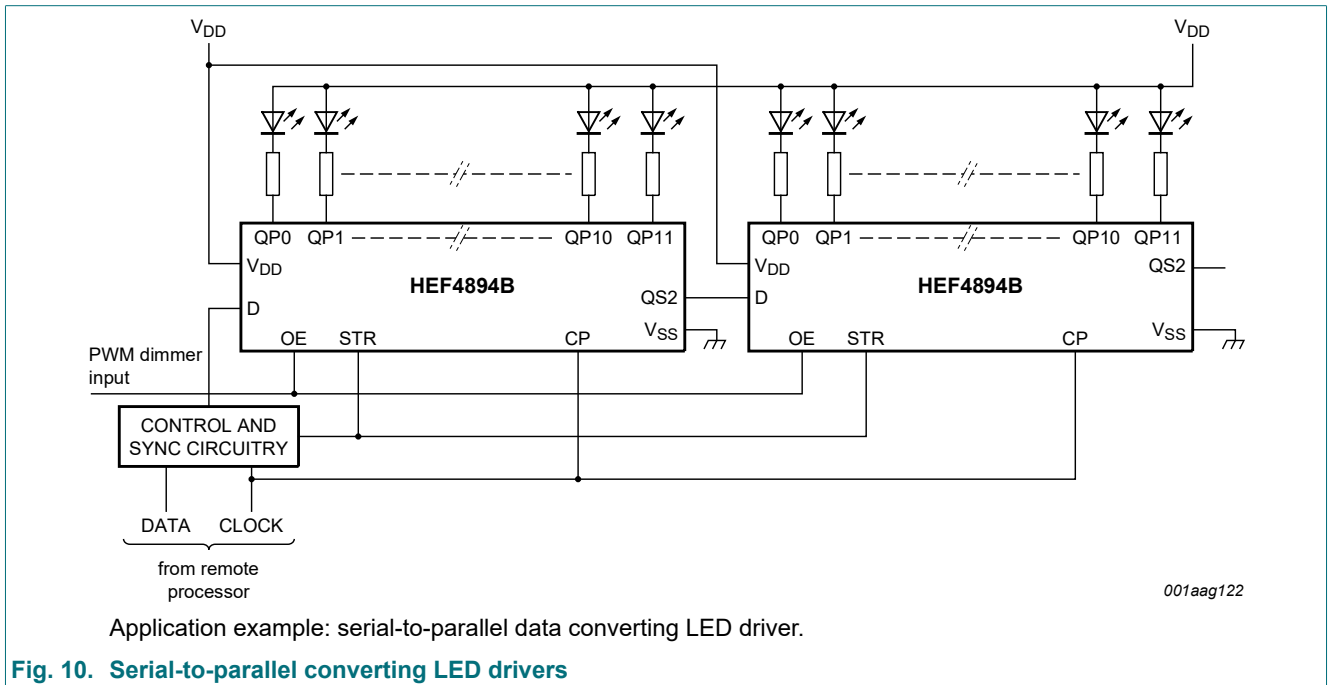 VDD VDD
QP0 QP1 QP10 QP11 QP0 QP1 QP10 QP11
VDD VDD QS2
HEF4894B HEF4894B
D QS2 D
VSS VSS
OE STR CP OE STR CP
PWM dimmer
input
CONTROL AND
SYNC CIRCUITRY
DATA CLOCK
from remote
processor
001aag122
Application example: serial-to-parallel data converting LED driver.
Fig. 10. Serial-to-parallel converting LED drivers